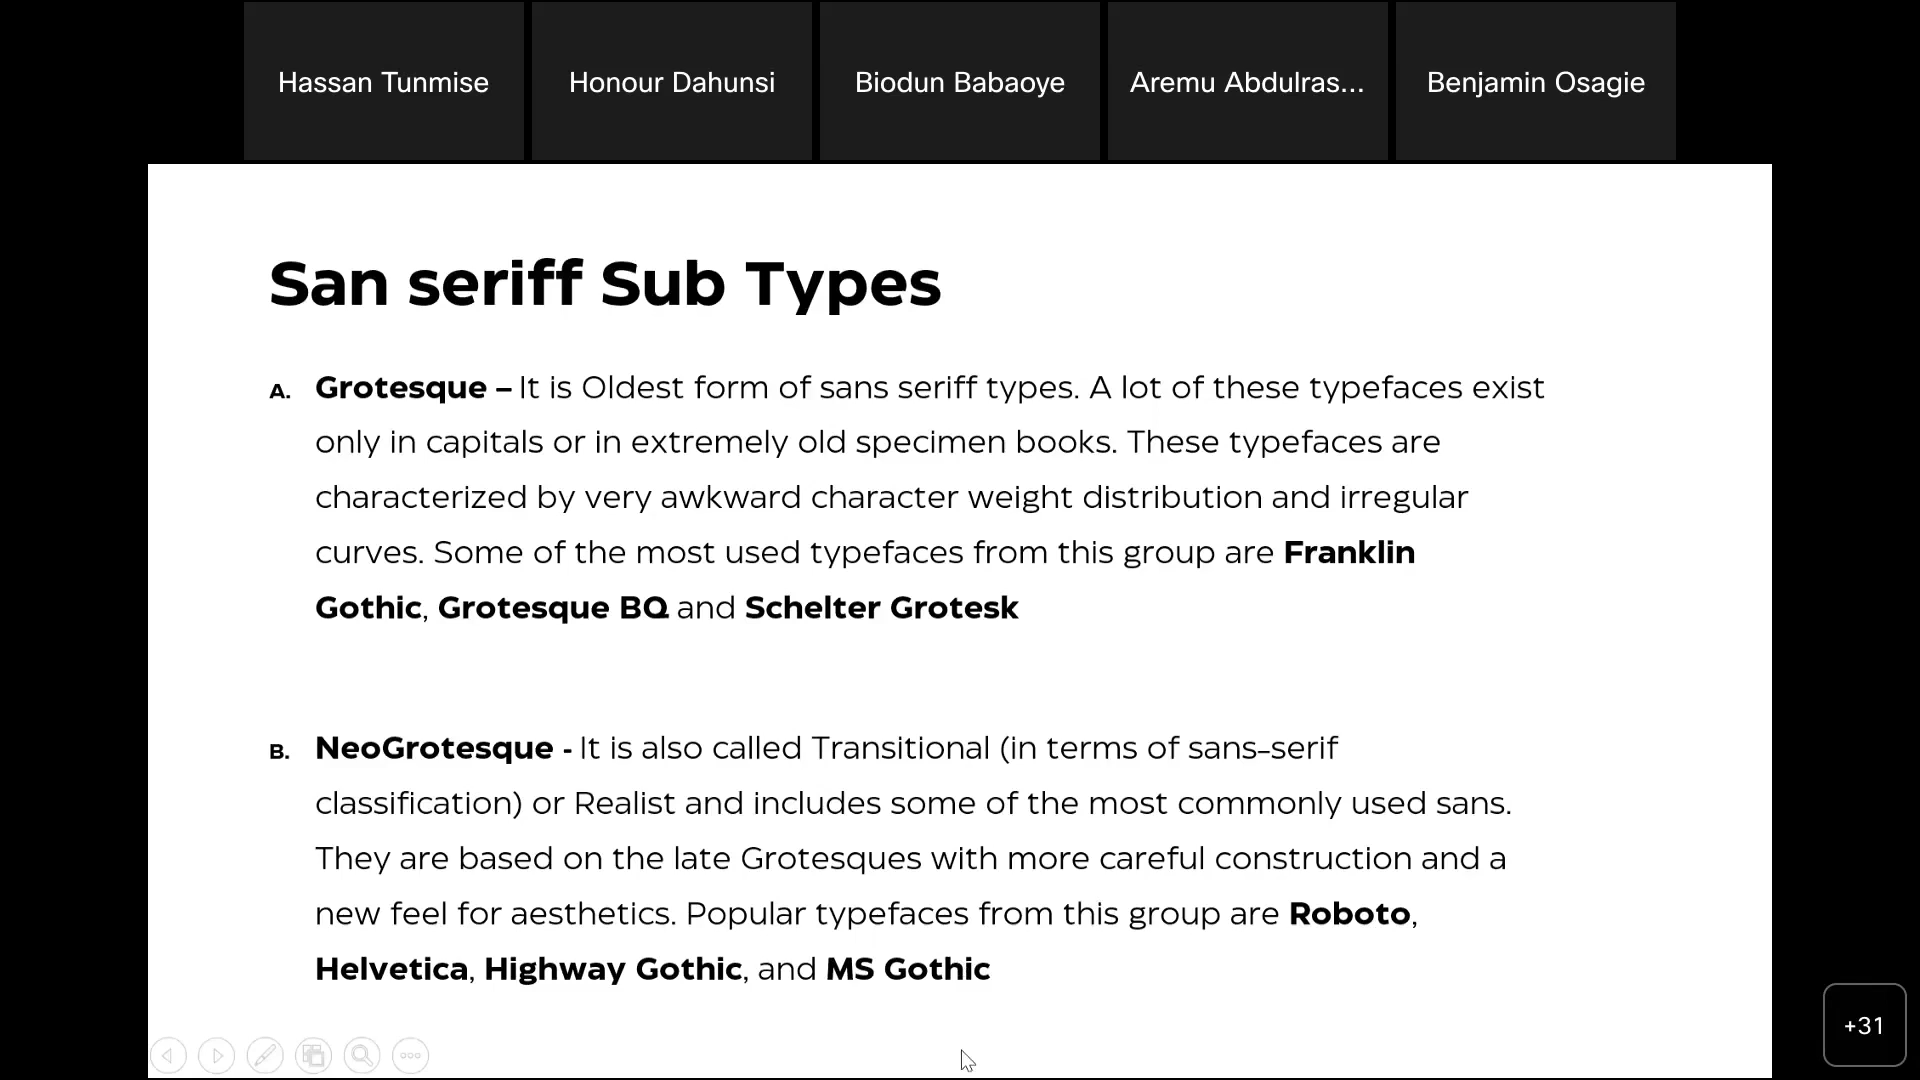 Hassan Tunmise
Honour Dahunsi
Biodun Babaoye
Aremu Abdulras...
Benjamin Osagie
San seriff Sub Types
A. Grotesque – It is Oldest form of sans seriff types. A lot of these typefaces exist
only in capitals or in extremely old specimen books. These typefaces are
characterized by very awkward character weight distribution and irregular
curves. Some of the most used typefaces from this group are Franklin
Gothic, Grotesque BQ and Schelter Grotesk
B. NeoGrotesque - It is also called Transitional (in terms of sans-serif
classification) or Realist and includes some of the most commonly used sans.
They are based on the late Grotesques with more careful construction and a
new feel for aesthetics. Popular typefaces from this group are Roboto,
Helvetica, Highway Gothic, and MS Gothic
+31